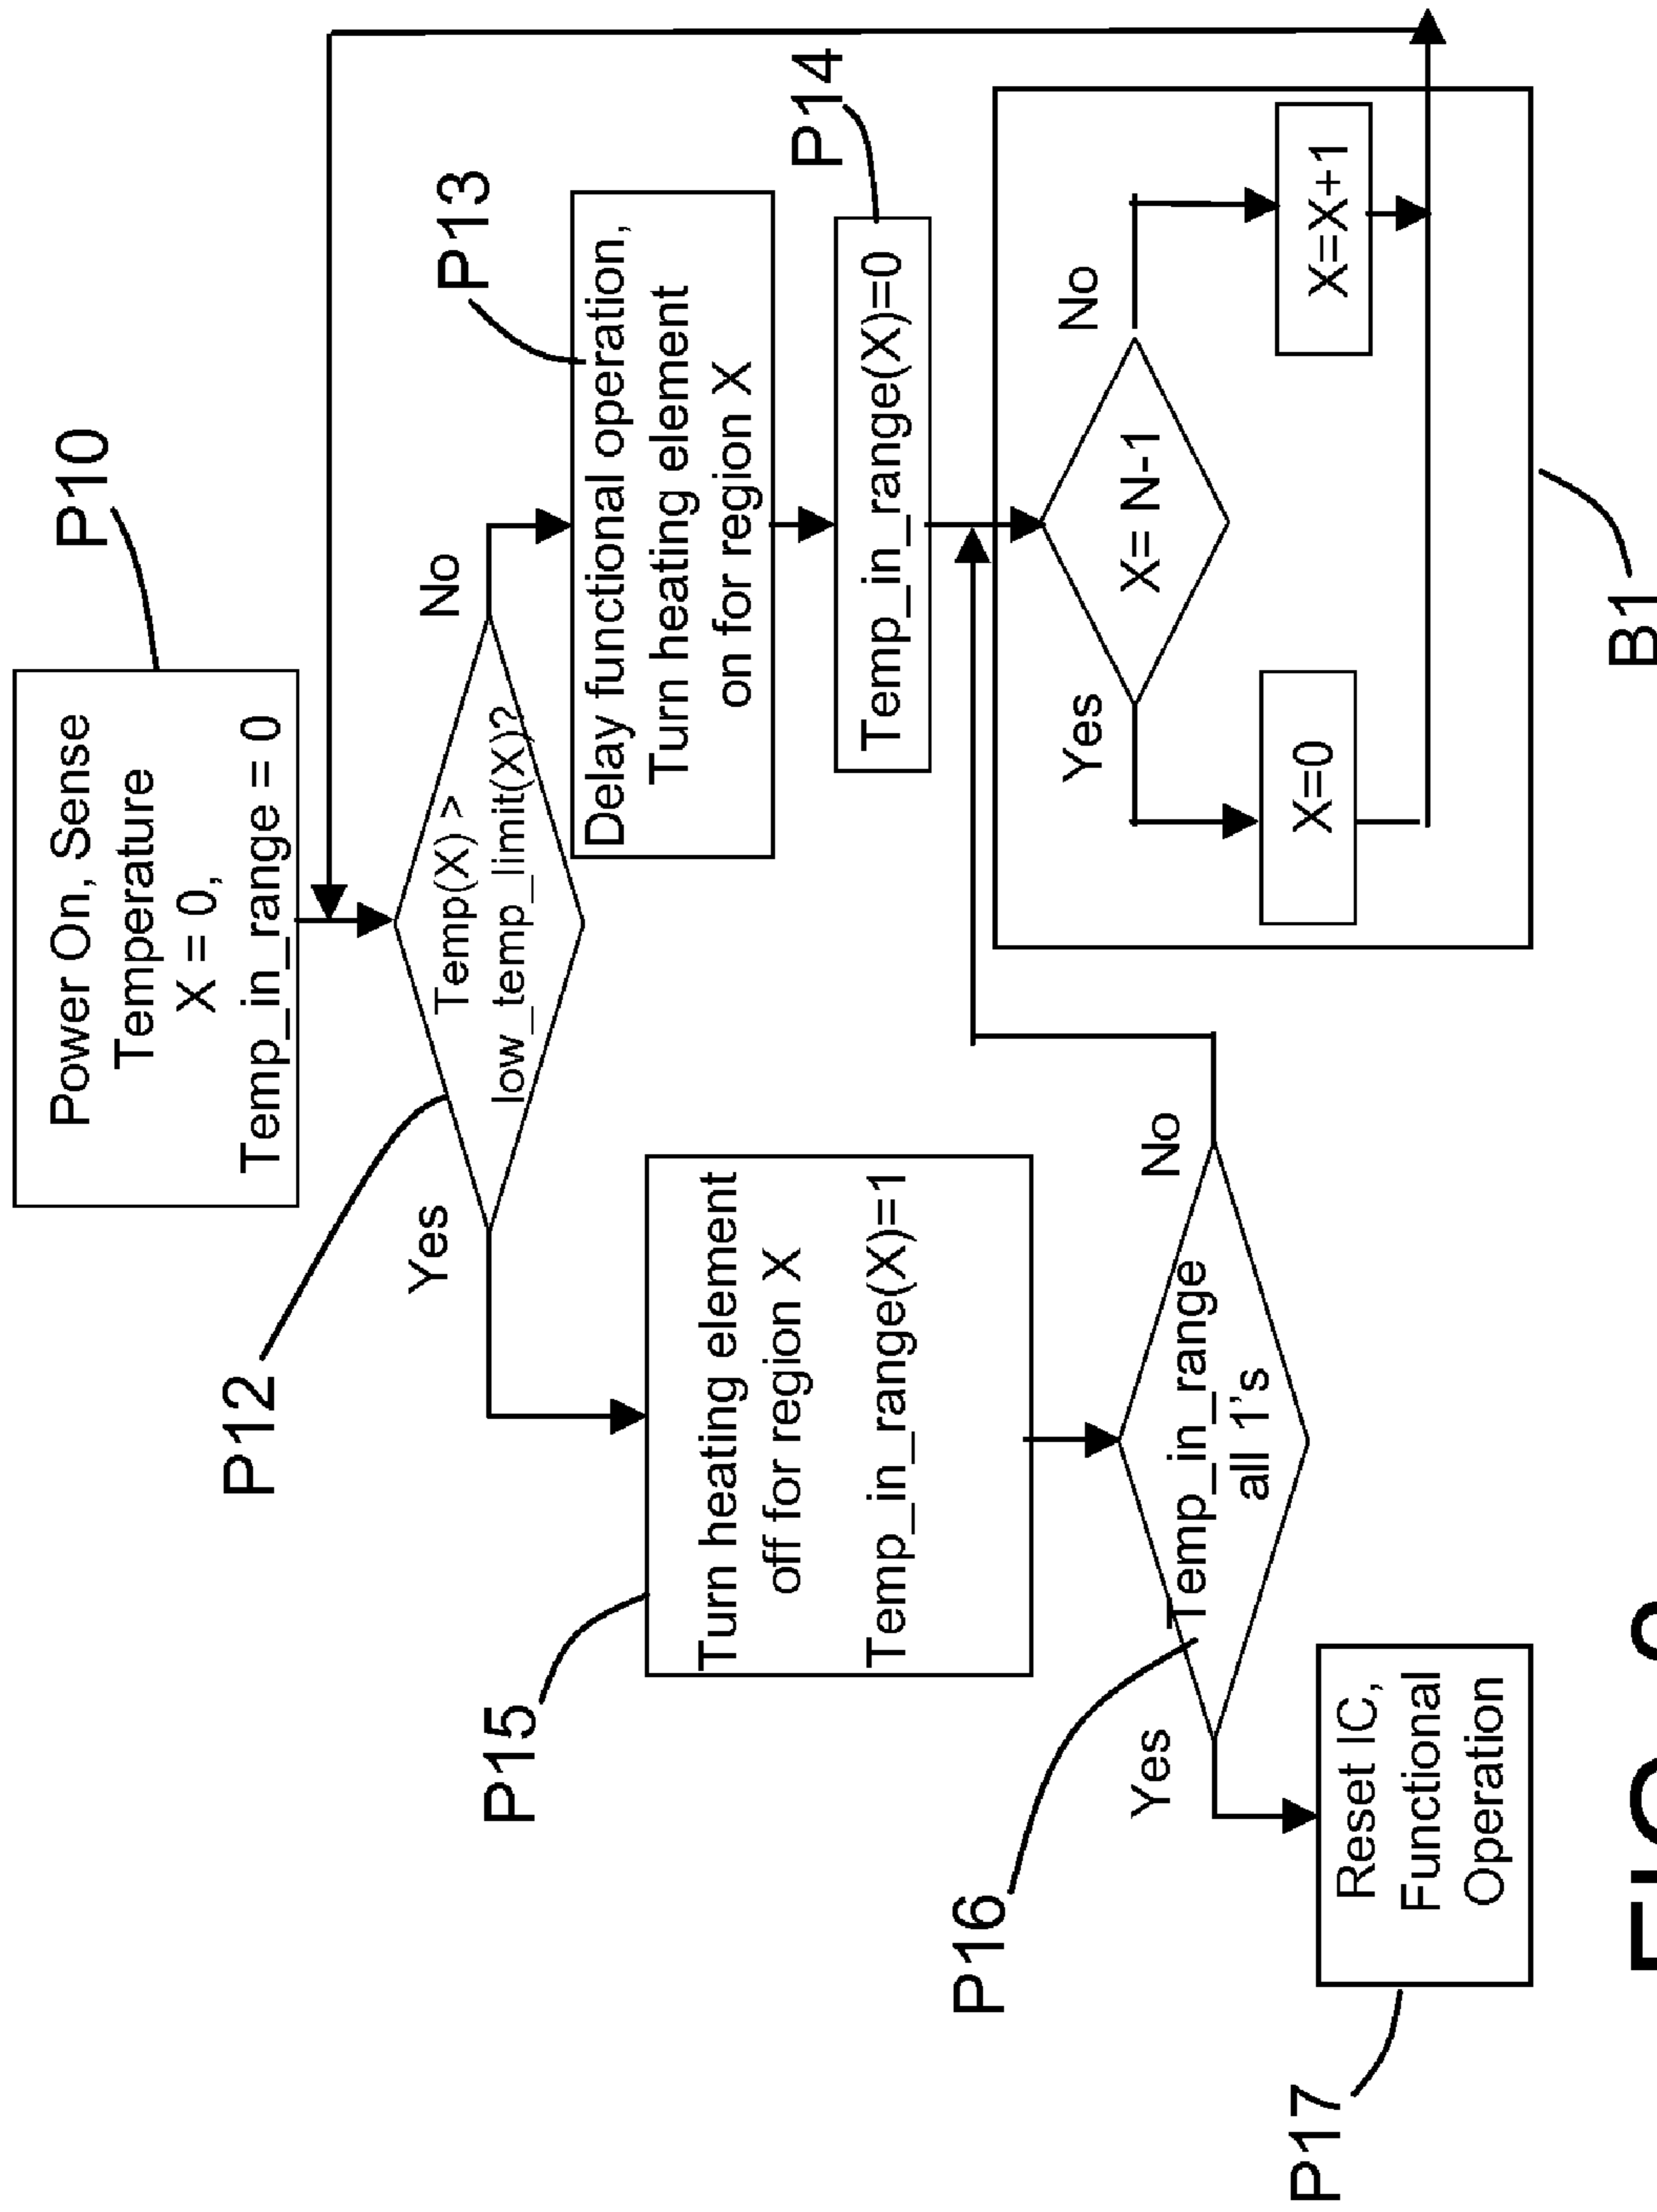 P10
Power On, Sense
Temperature
X = 0,
Temp_in_range = 0
P12
Temp(X) >
low_temp_limit(X)?
Yes
No
P13
Delay functional operation,
Turn heating element
on for region X
P14
Temp_in_range(X)=0
P15
Turn heating element
off for region X
Temp_in_range(X)=1
P16
Temp_in_range
all 1's
Yes
No
P17
Reset IC,
Functional
Operation
X= N-1
Yes
No
X=0
X=X+1
B1